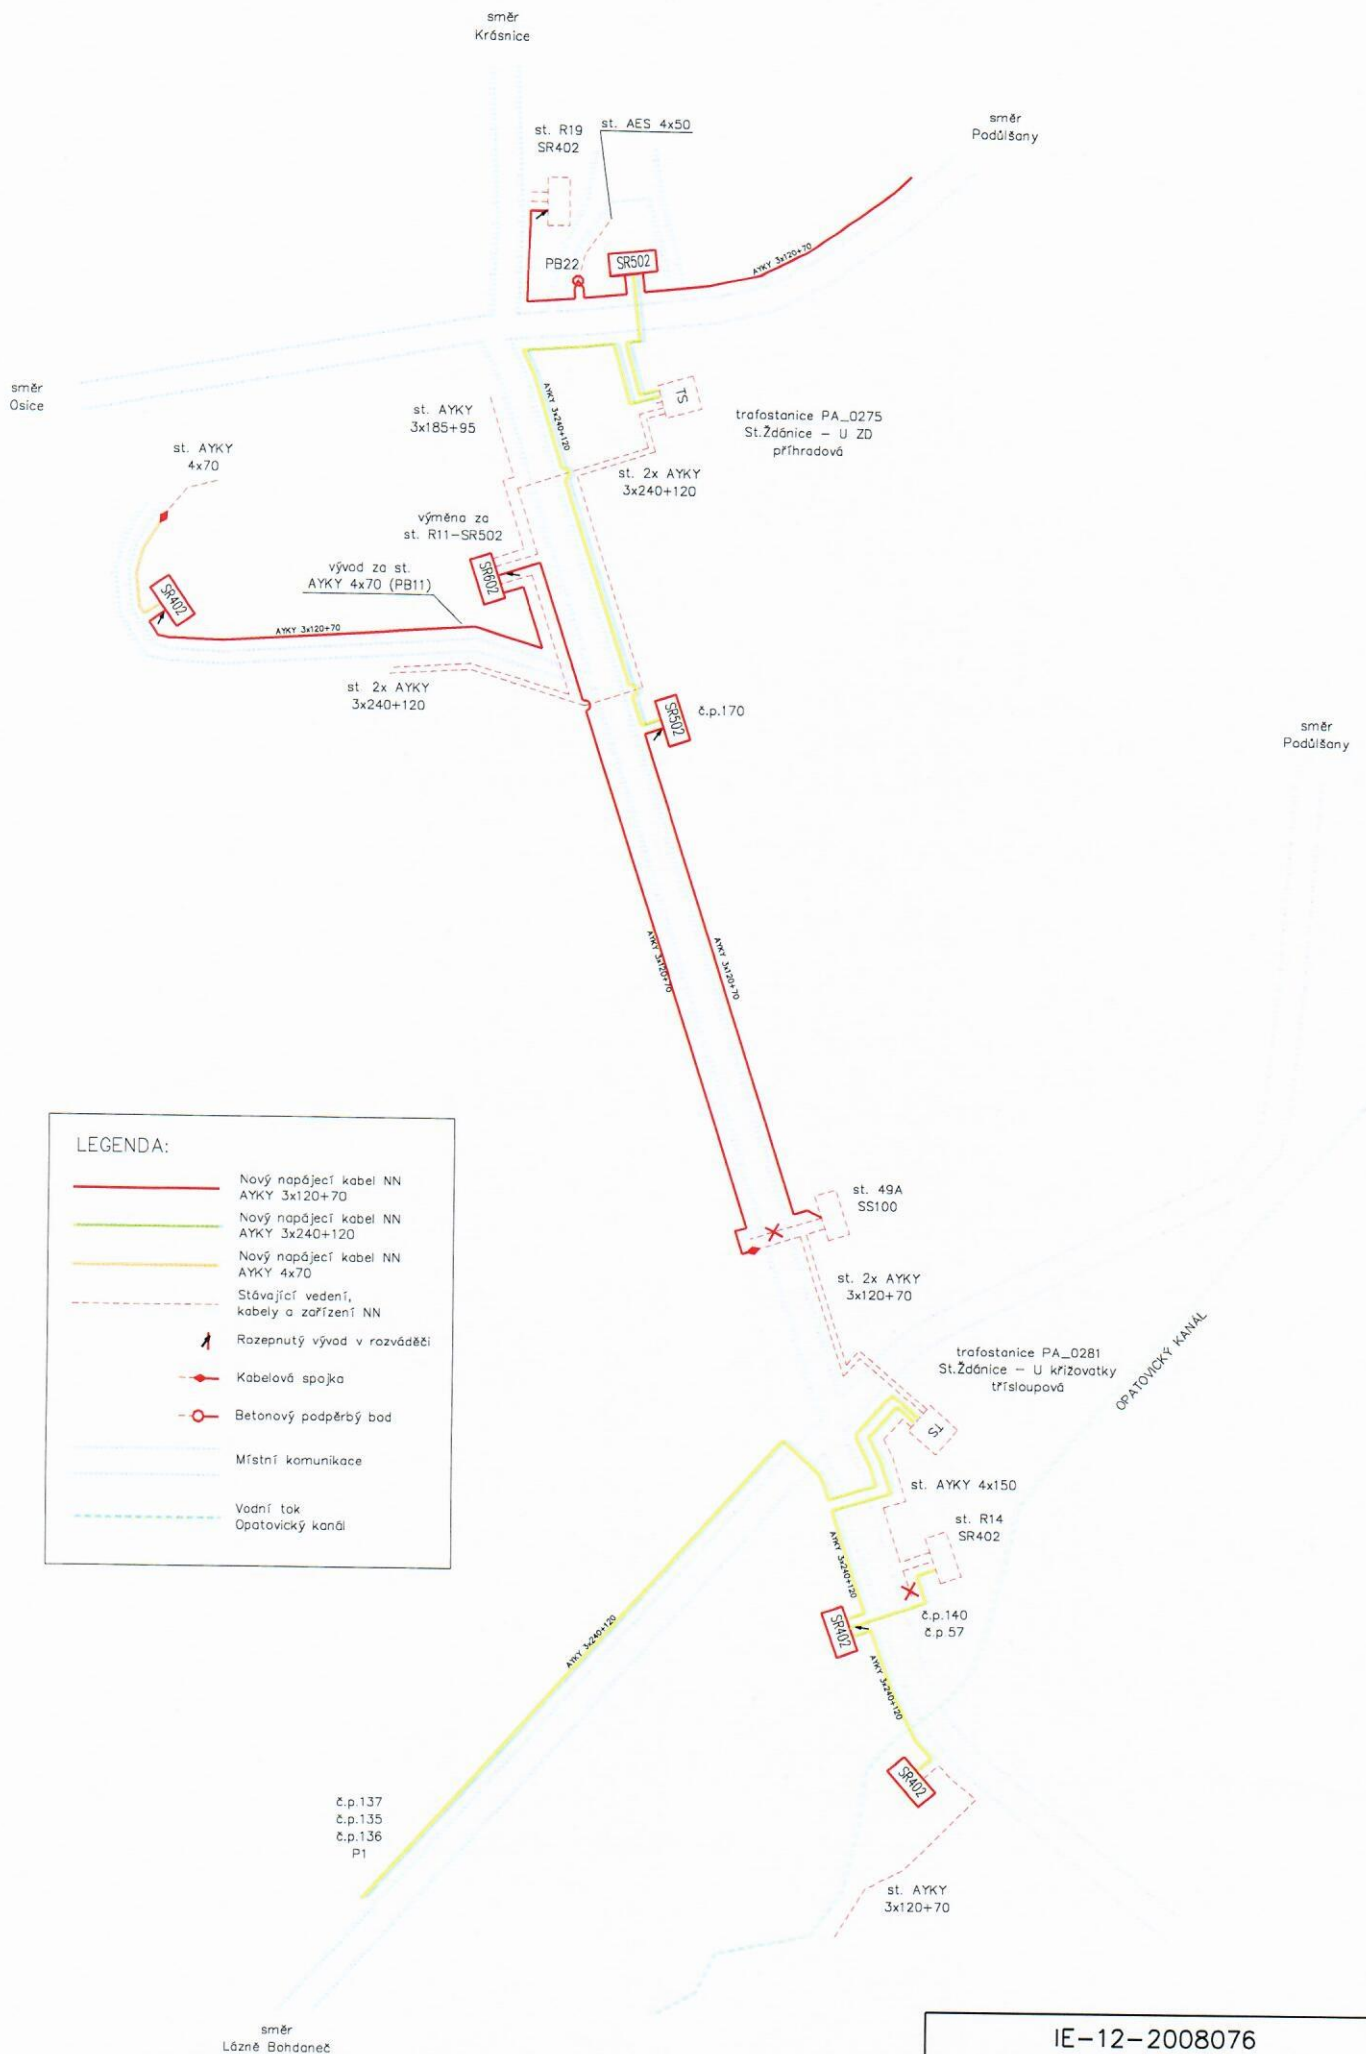 směr
Krásnice
st. R19
SR402
st. AES 4x50
směr
Podůlšany
PB22
SR502
AYKY 3x120+70
směr
Osice
AYKY 3x240+120
TS
trafostanice PA_0275
St.Ždánice – U ZD
příhradová
st. AYKY
3x185+95
st. AYKY
4x70
st. 2x AYKY
3x240+120
výměna za
st. R11–SR502
SR602
vývod za st.
AYKY 4x70 (PB11)
SR402
AYKY 3x120+70
st. 2x AYKY
3x240+120
SR502
č.p.170
směr
Podůlšany
AYKY 3x120+70
AYKY 3x120+70
LEGENDA:
Nový napájecí kabel NN
AYKY 3x120+70
Nový napájecí kabel NN
AYKY 3x240+120
Nový napájecí kabel NN
AYKY 4x70
Stávající vedení,
kabely a zařízení NN
Rozepnutý vývod v rozváděči
Kabelová spojka
Betonový podpěrbý bod
Místní komunikace
Vodní tok
Opatovický kanál
st. 49A
SS100
st. 2x AYKY
3x120+70
trafostanice PA_0281
St.Ždánice – U křižovatky
třísloupová
OPATOVICKÝ KANÁL
TS
st. AYKY 4x150
st. R14
SR402
AYKY 3x240+120
č.p.140
č.p.57
SR402
AYKY 3x240+120
AYKY 3x240+120
SR402
č.p.137
č.p.135
č.p.136
P1
st. AYKY
3x120+70
směr
Lázně Bohdaneč
IE–12–2008076